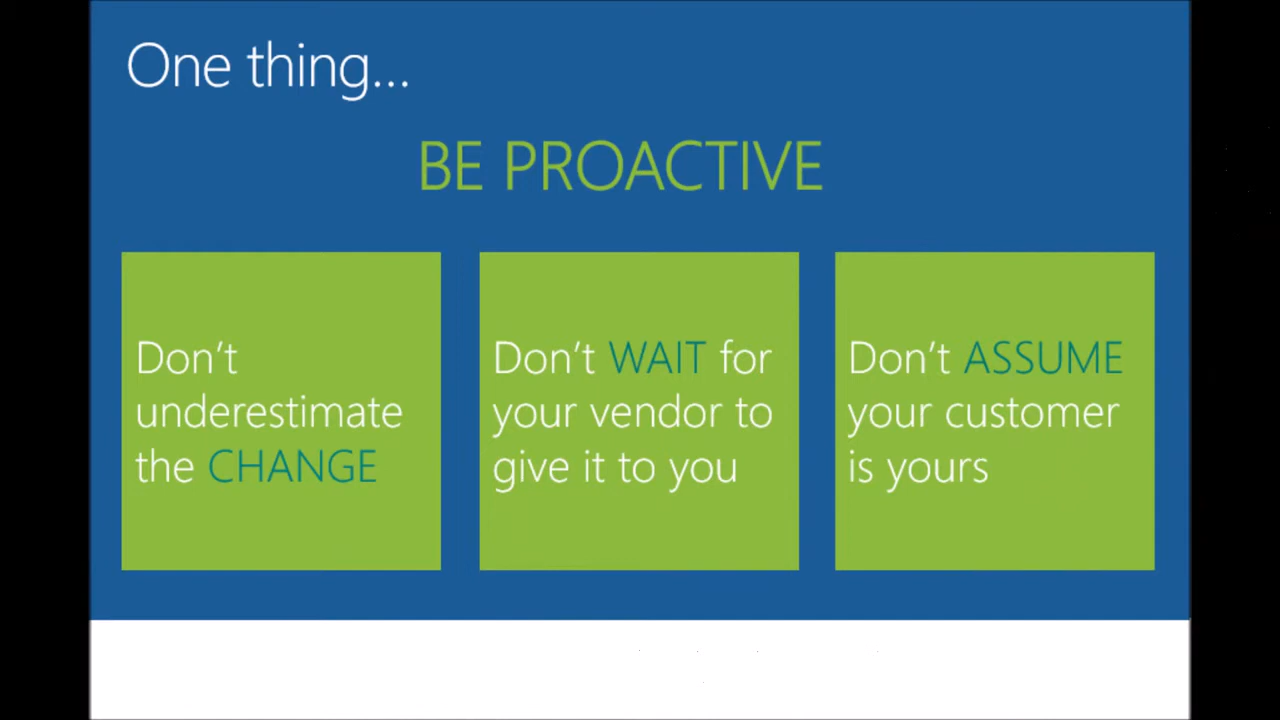 One thing...
BE PROACTIVE
Don't
underestimate
the CHANGE
Don't WAIT for
your vendor to
give it to you
Don't ASSUME
your customer
is yours